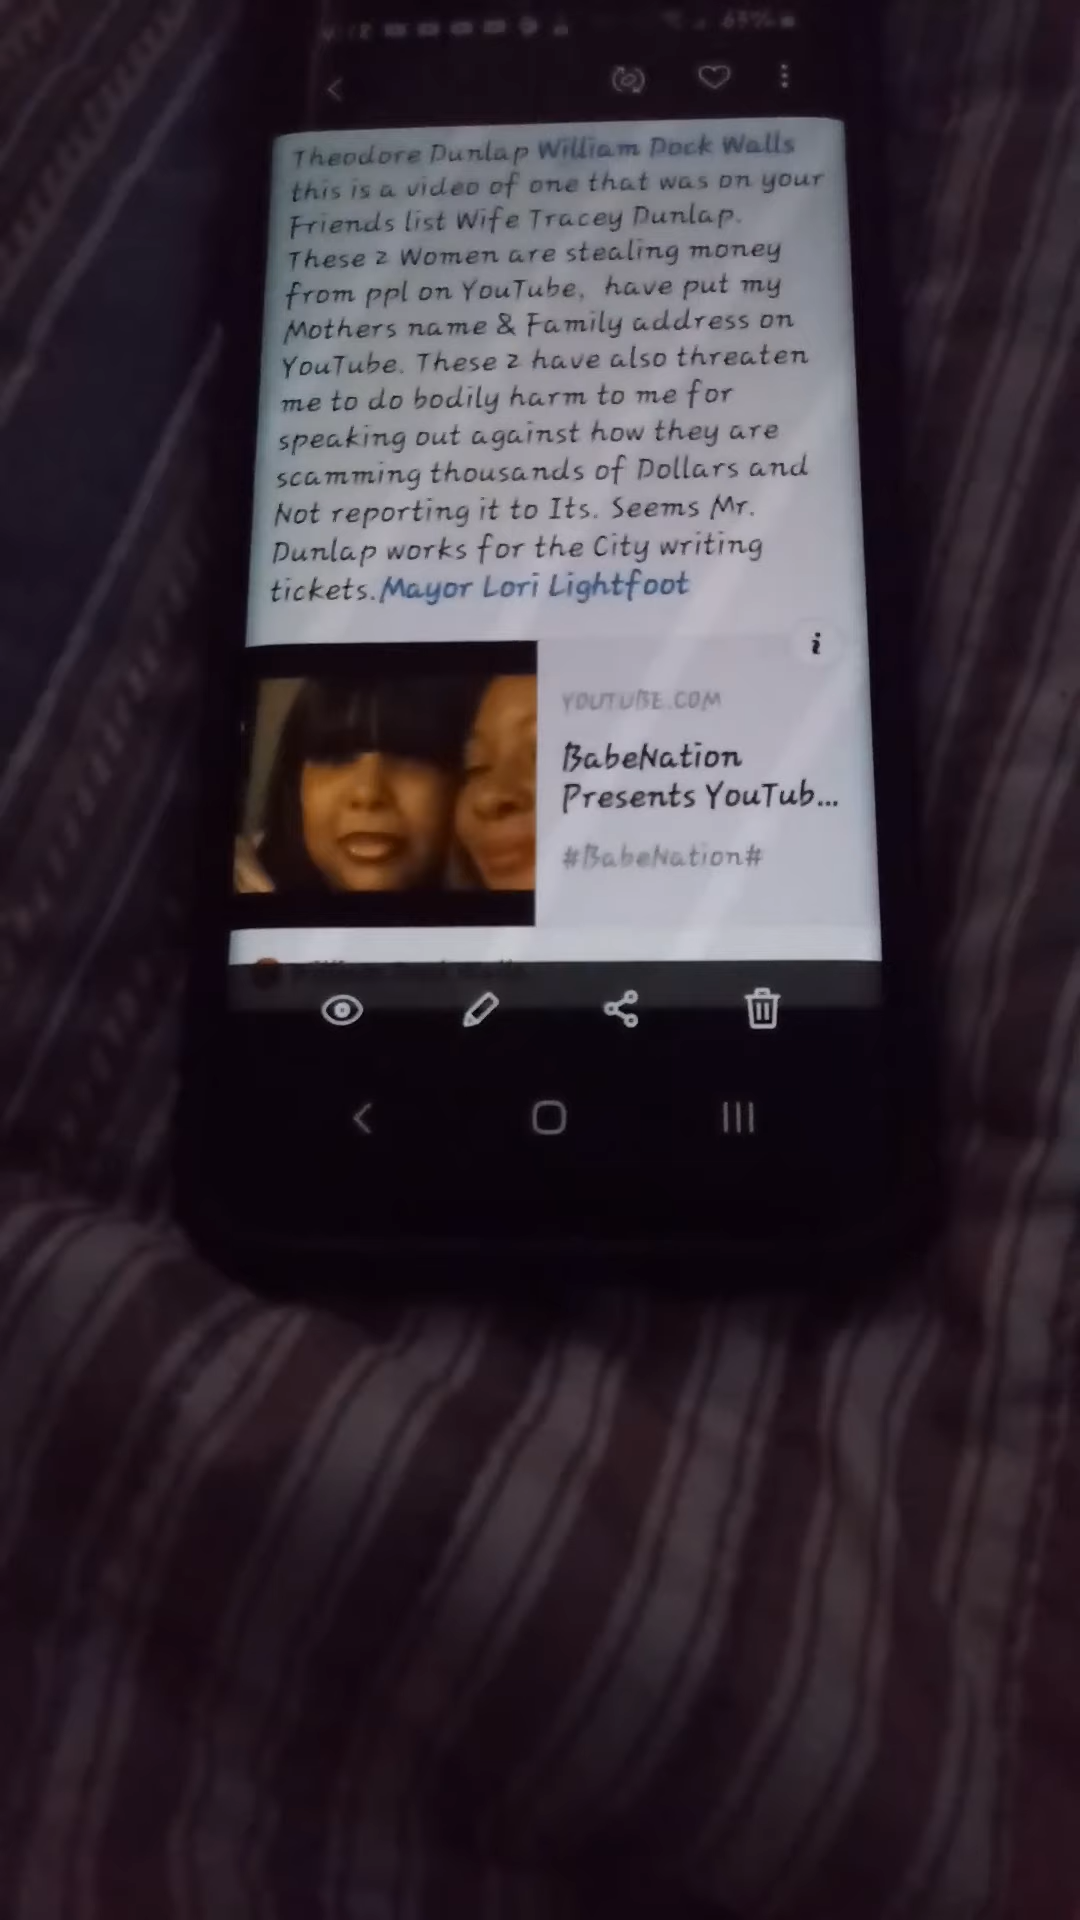 63%
Theodore Dunlap William Dock Walls
this is a video of one that was on your
Friends list Wife Tracey Dunlap.
These 2 Women are stealing money
from ppl on YouTube, have put my
Mothers name & Family address on
YouTube. These 2 have also threaten
me to do bodily harm to me for
speaking out against how they are
scamming thousands of Dollars and
Not reporting it to Its. Seems Mr.
Dunlap works for the City writing
tickets. Mayor Lori Lightfoot
i
YOUTUBE.COM
BabeNation
Presents YouTub...
#BabeNation#